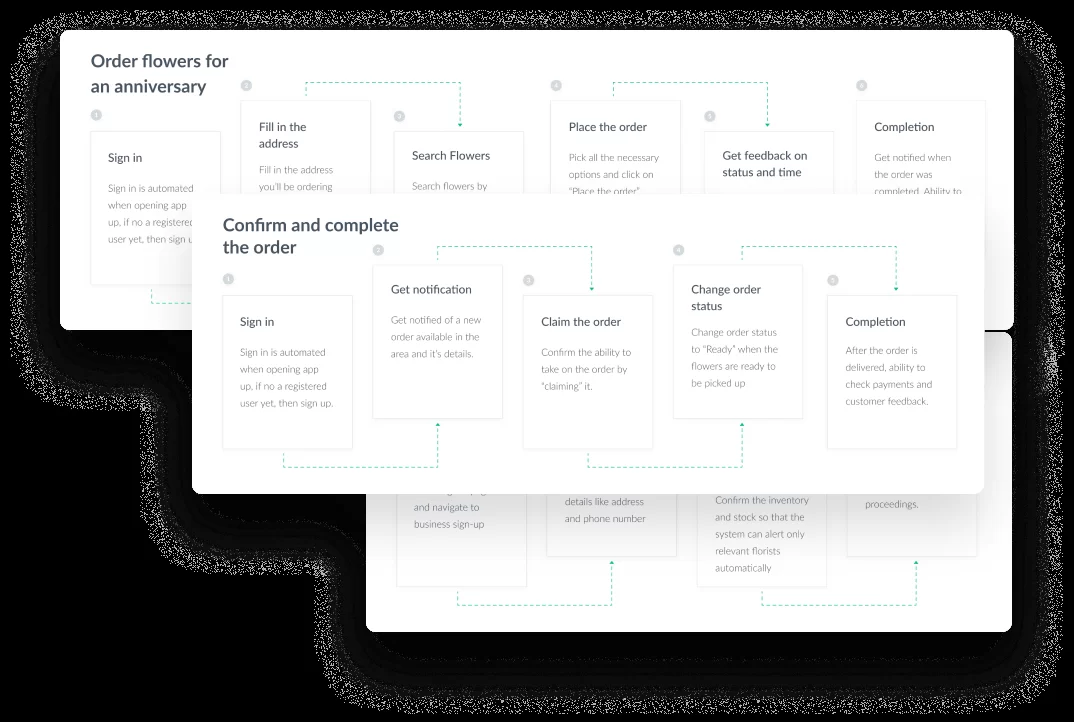 Order flowers for
an anniversary
1
Sign in
Sign in is automated
when opening app
up, if no a registered
user yet, then sign
2
Fill in the
address
Fill in the address
you'll be ordering
3
Search Flowers
Search flowers by
4
Place the order
Pick all the necessary
options and click on
"Place the order"
5
Get feedback on
status and time
6
Completion
Get notified when
the order was
completed. Ability to
Confirm and complete
the order
1
Sign in
Sign in is automated
when opening app
up, if no a registered
user yet, then sign up.
2
Get notification
Get notified of a new
order available in the
area and it's details.
3
Claim the order
Confirm the ability to
take on the order by
"claiming" it.
4
Change order
status
Change order status
to "Ready" when the
flowers are ready to
be picked up
5
Completion
After the order is
delivered, ability to
check payments and
customer feedback.
and navigate to
business sign-up
details like address
and phone number
Confirm the inventory
and stock so that the
system can alert only
relevant florists
automatically
proceedings.